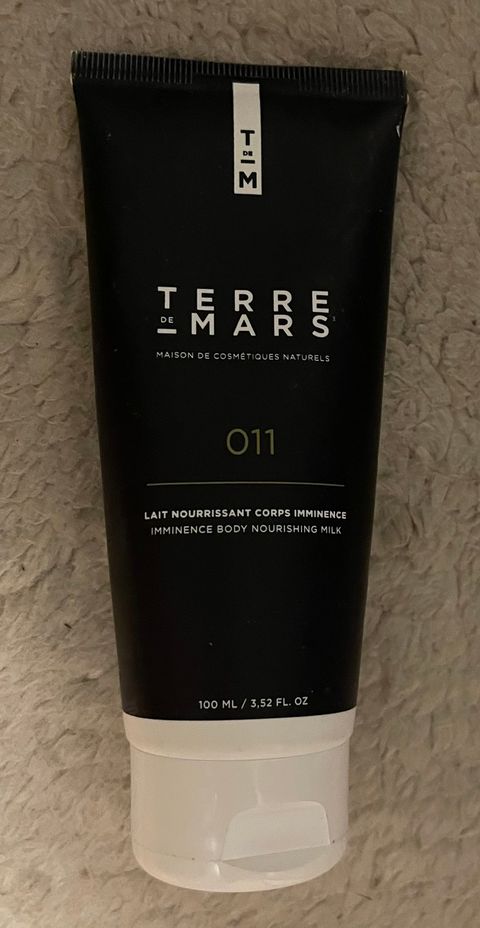 T
DE
M
TERRE
DE MARS
MAISON DE COSMÉTIQUES NATURELS
011
LAIT NOURRISSANT CORPS IMMINENCE
IMMINENCE BODY NOURISHING MILK
100 ML / 3,52 FL. OZ